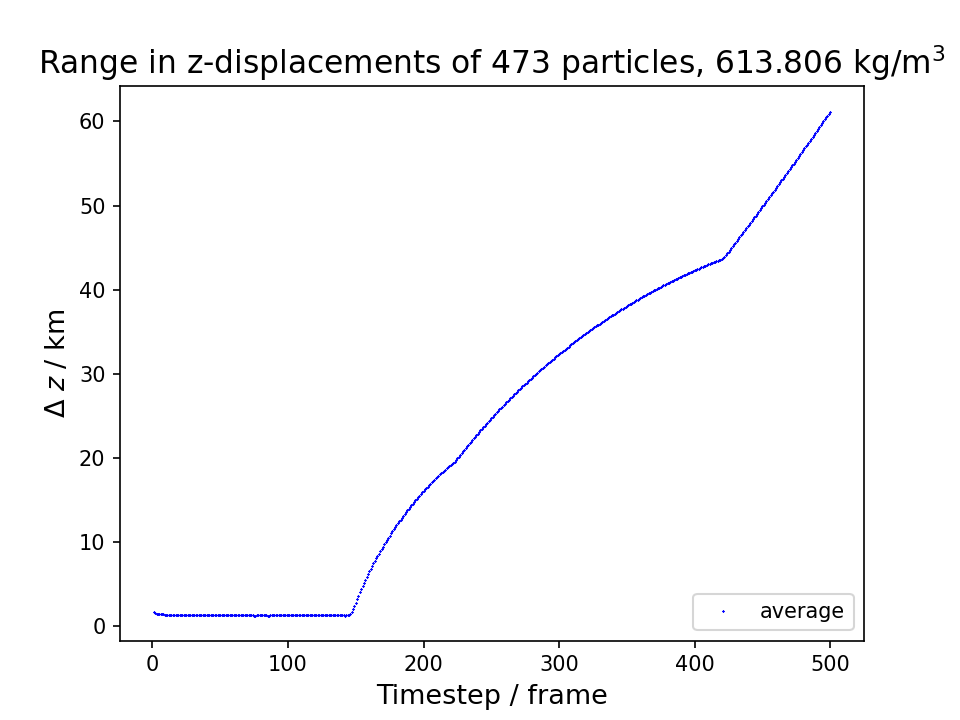 Range in z-displacements of 473 particles, 613.806 kg/m³
60
50
40
30
20
10
0
Δ z / km
average
0 100 200 300 400 500
Timestep / frame